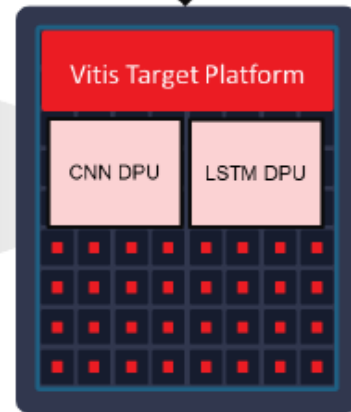 Vitis Target Platform
CNN DPU
LSTM DPU